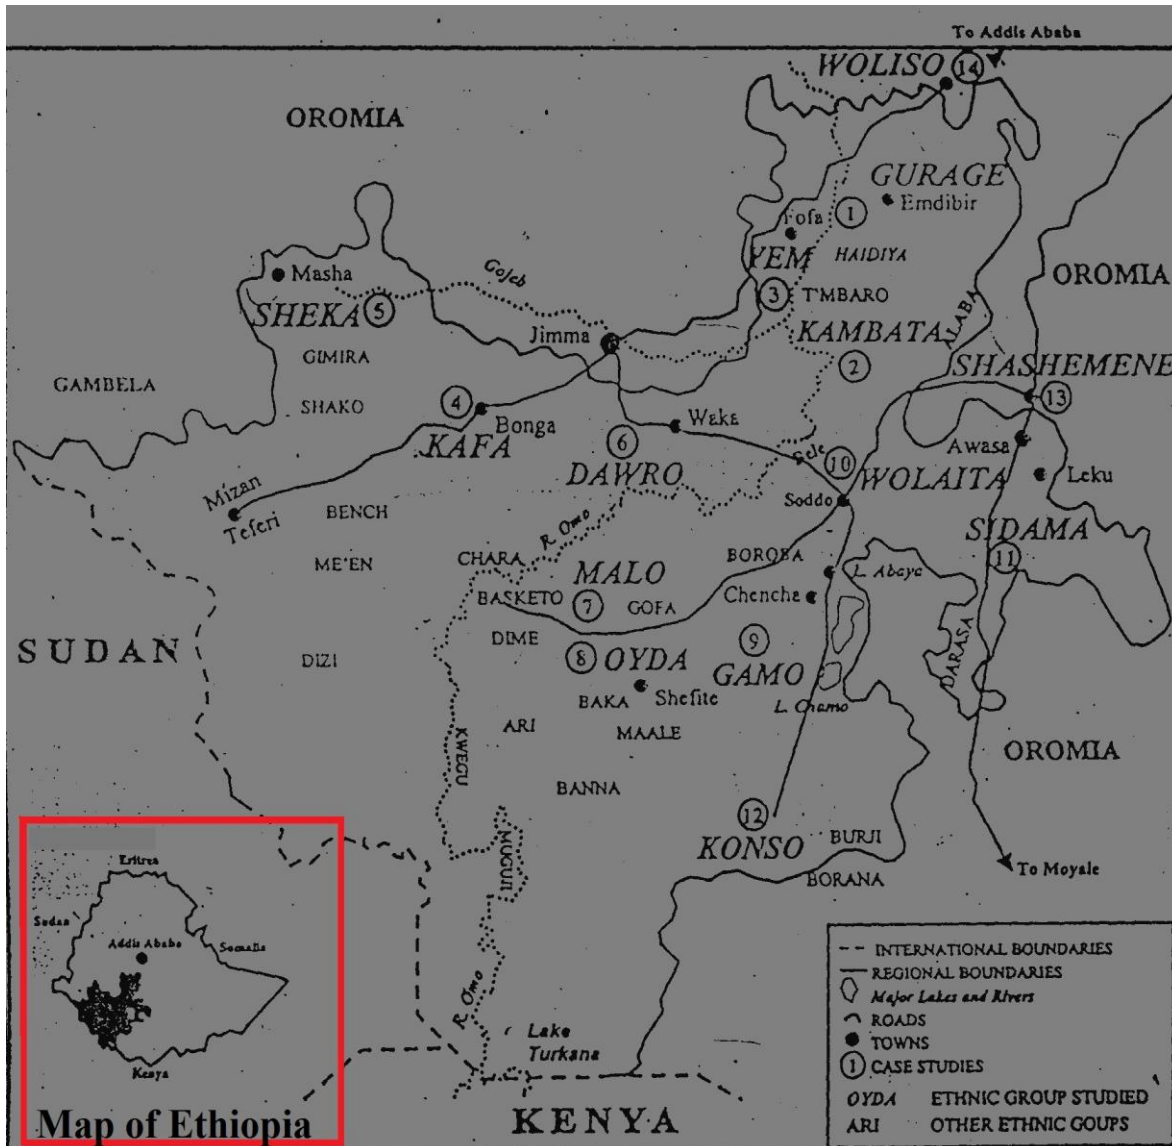 To Addis Ababa
WOLISO 14
OROMIA
GURAGE
Emdibir
1
Fofa
YEM
HAIDIYA
OROMIA
Masha
Gojeb
3
T'MBARO
SHEKA 5
ALABA
KAMBATA
Jimma
GIMIRA
2
SHASHEMENE
GAMBELA
SHAKO
4
13
Bonga
Waka
KAFA
6
Awasa
DAWRO
10
WOLAITA
Leku
Soddo
Mizan
Teferi
BENCH
SIDAMA
R. Omo
11
CHARA
BOROBA
ME'EN
MALO
L. Abaya
BASKETO
7
GOFA
Chencha
DIME
SUDAN
DIZI
8
OYDA
9
GAMO
DARASA
BAKA
Shefite
L. Chamo
ARI
MAALE
OROMIA
KWEGU
BANNA
12
KONSO
BURJI
MUGUJI
BORANA
To Moyale
R. Omo
Lake
Turkana
KENYA
Eritrea
Sudan
Addis Ababa
Somalia
Kenya
Map of Ethiopia
INTERNATIONAL BOUNDARIES
REGIONAL BOUNDARIES
Major Lakes and Rivers
ROADS
TOWNS
1 CASE STUDIES
OYDA ETHNIC GROUP STUDIED
ARI OTHER ETHNIC GOUPS